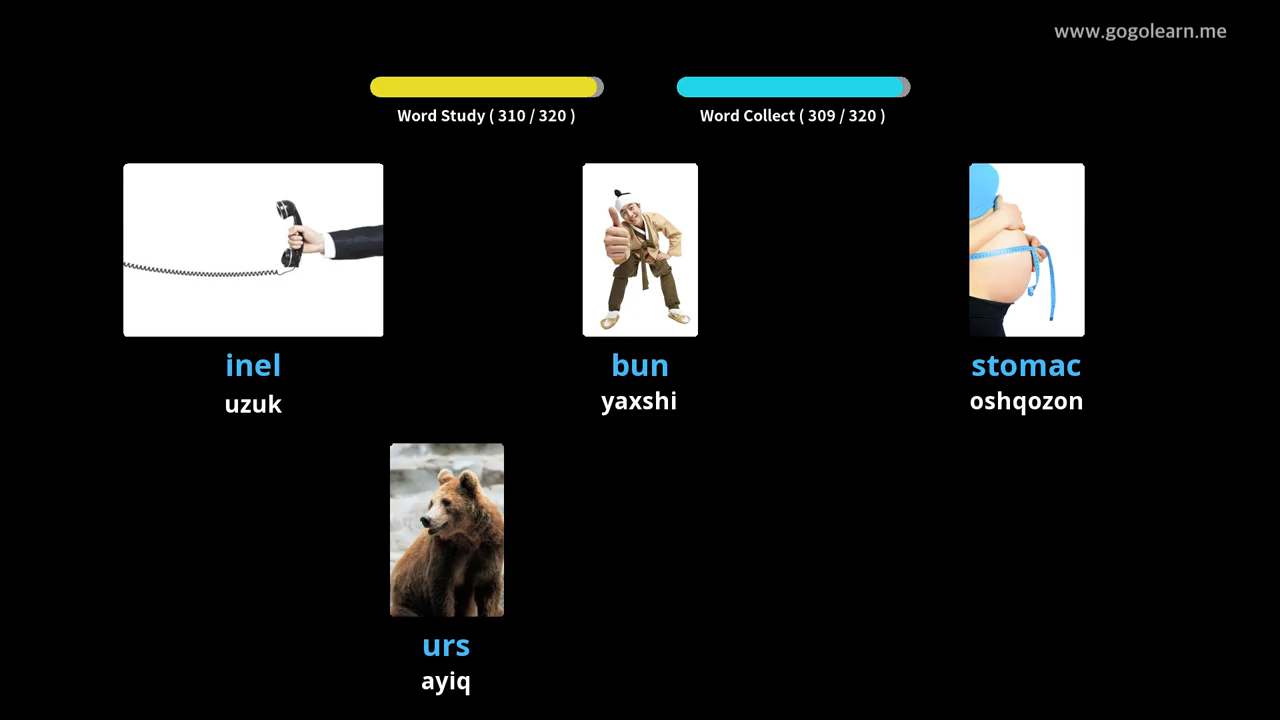 www.gogolearn.me
Word Study ( 310 / 320 )
Word Collect ( 309 / 320 )
inel
uzuk
bun
yaxshi
stomac
oshqozon
urs
ayiq